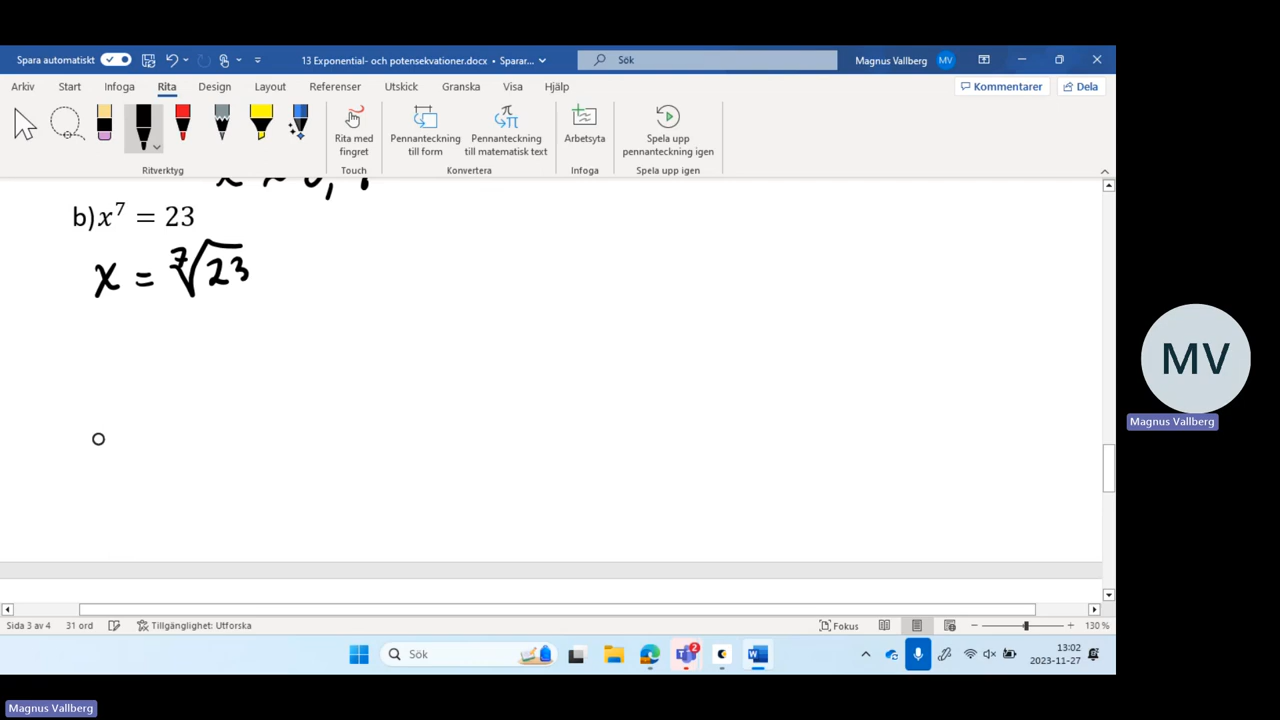 Spara automatiskt
13 Exponential- och potensekvationer.docx • Sparar...
Sök
Magnus Vallberg
MV
Arkiv Start Infoga Rita Design Layout Referenser Utskick Granska Visa Hjälp
Kommentarer
Dela
Rita med fingret
Pennanteckning till form
Pennanteckning till matematisk text
Arbetsyta
Spela upp pennanteckning igen
Ritverktyg
Touch
Konvertera
Infoga
Spela upp igen
b) x⁷ = 23
x = ⁷√23
MV
Magnus Vallberg
Sida 3 av 4
31 ord
Tillgänglighet: Utforska
Fokus
130 %
Sök
2
13:02
2023-11-27
Magnus Vallberg